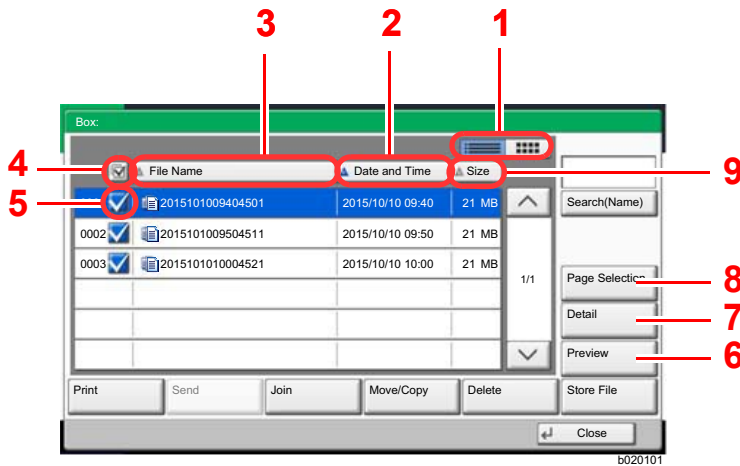 3 2 1
Box:
4 File Name Date and Time Size 9
5 2015101009404501 2015/10/10 09:40 21 MB Search(Name)
0002 2015101009504511 2015/10/10 09:50 21 MB
0003 2015101010004521 2015/10/10 10:00 21 MB
1/1 Page Selection 8
Detail 7
Preview 6
Print Send Join Move/Copy Delete Store File
Close
b020101